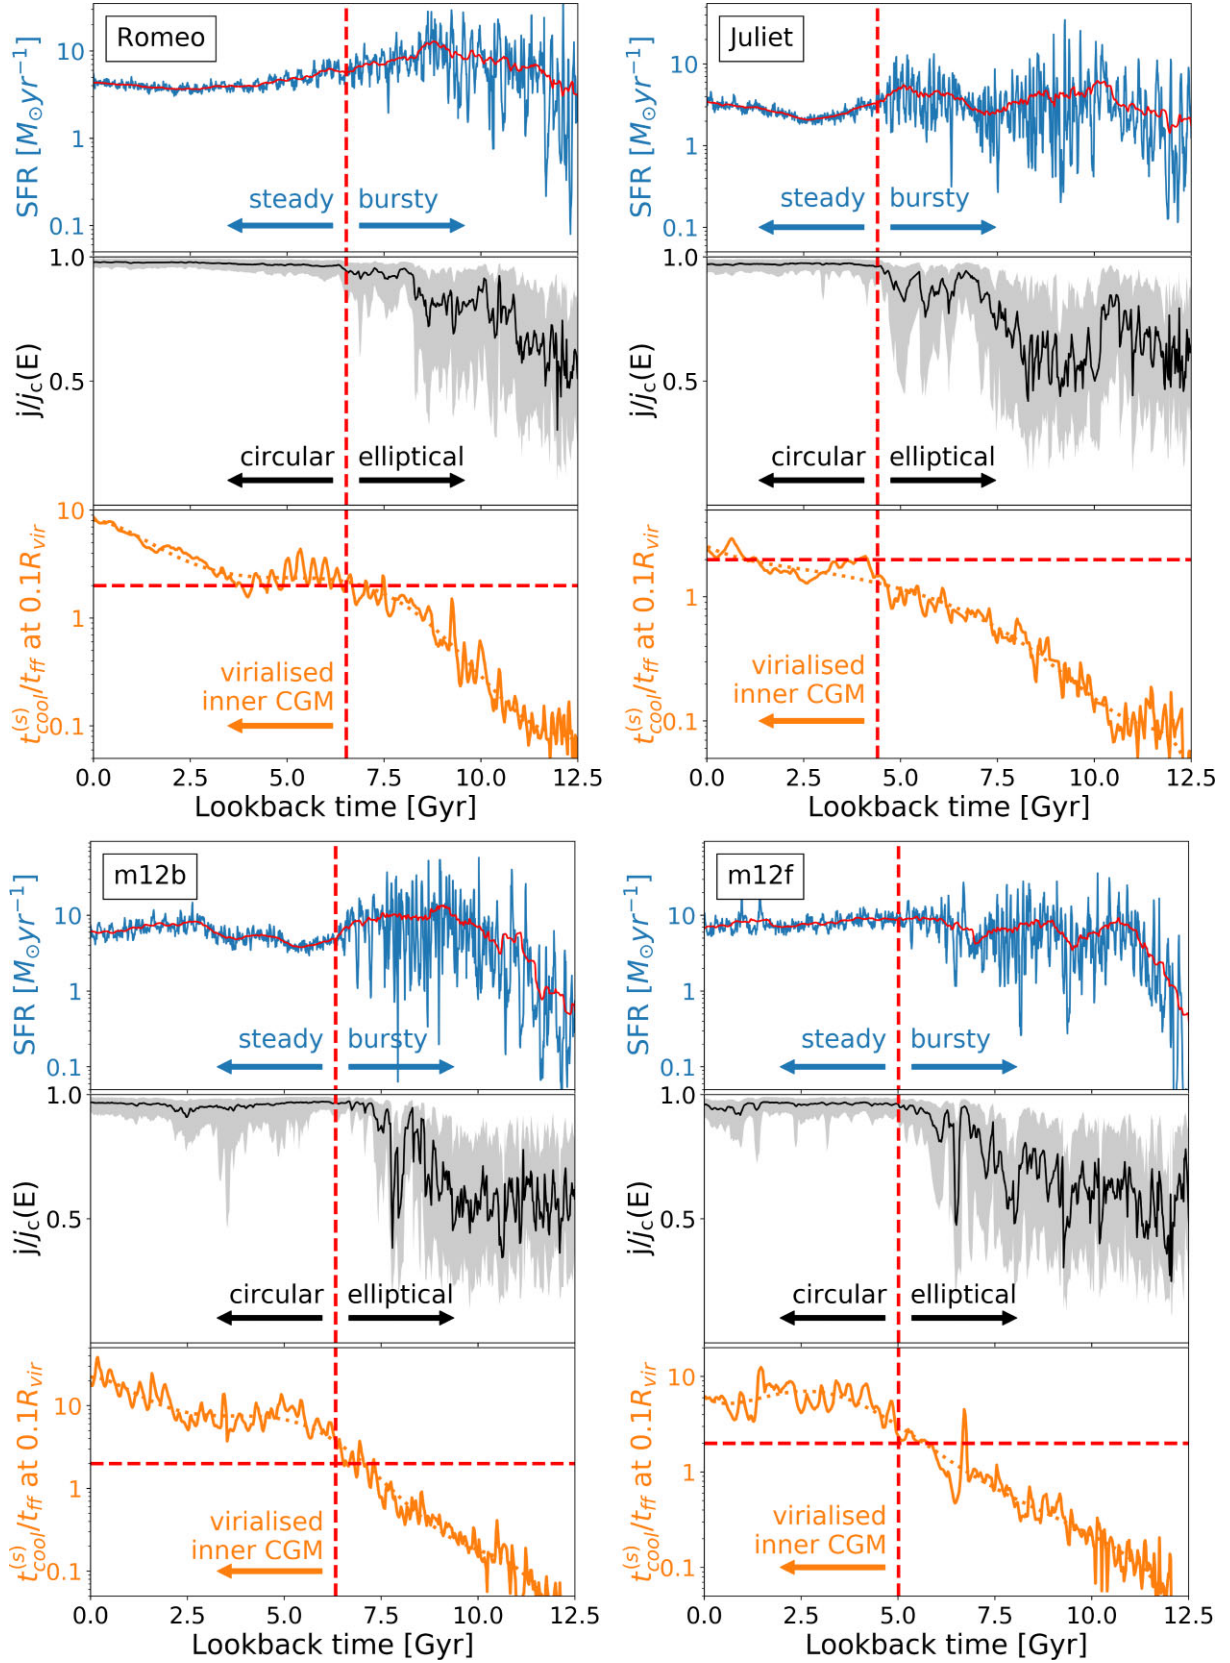 Romeo
SFR [M⊙yr⁻¹]
10
1
0.1
steady bursty
j/jc(E)
1.0
0.5
circular elliptical
t(s)cool/tff at 0.1Rvir
10
1
0.1
virialised
inner CGM
0.0 2.5 5.0 7.5 10.0 12.5
Lookback time [Gyr]
Juliet
SFR [M⊙yr⁻¹]
10
1
0.1
steady bursty
j/jc(E)
1.0
0.5
circular elliptical
t(s)cool/tff at 0.1Rvir
1
0.1
virialised
inner CGM
0.0 2.5 5.0 7.5 10.0 12.5
Lookback time [Gyr]
m12b
SFR [M⊙yr⁻¹]
10
1
0.1
steady bursty
j/jc(E)
1.0
0.5
circular elliptical
t(s)cool/tff at 0.1Rvir
10
1
0.1
virialised
inner CGM
0.0 2.5 5.0 7.5 10.0 12.5
Lookback time [Gyr]
m12f
SFR [M⊙yr⁻¹]
10
1
0.1
steady bursty
j/jc(E)
1.0
0.5
circular elliptical
t(s)cool/tff at 0.1Rvir
10
1
0.1
virialised
inner CGM
0.0 2.5 5.0 7.5 10.0 12.5
Lookback time [Gyr]